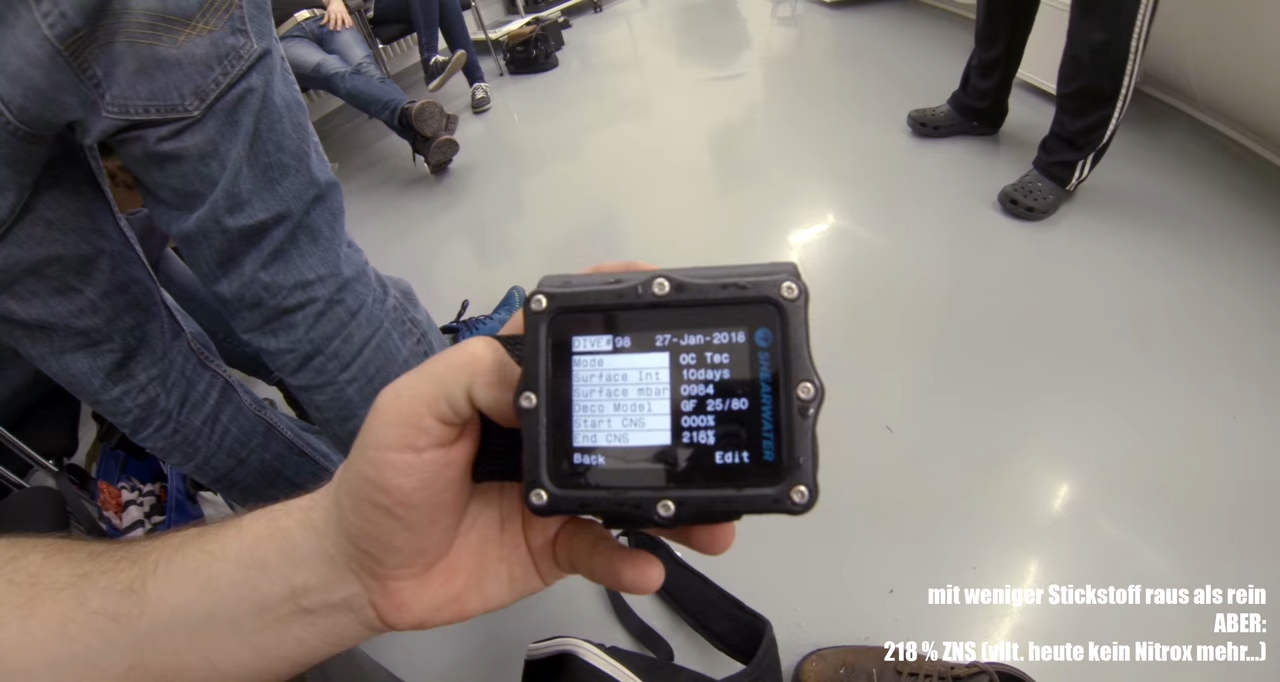 DIVE# 98 27-Jan-2018
Mode OC Tec
Surface Int 10days
Surface mbar 0984
Deco Model GF 25/80
Start CNS 000%
End CNS 218%
Back Edit
SHEARWATER
mit weniger Stickstoff raus als rein
ABER:
218 % ZNS (vllt. heute kein Nitrox mehr...)